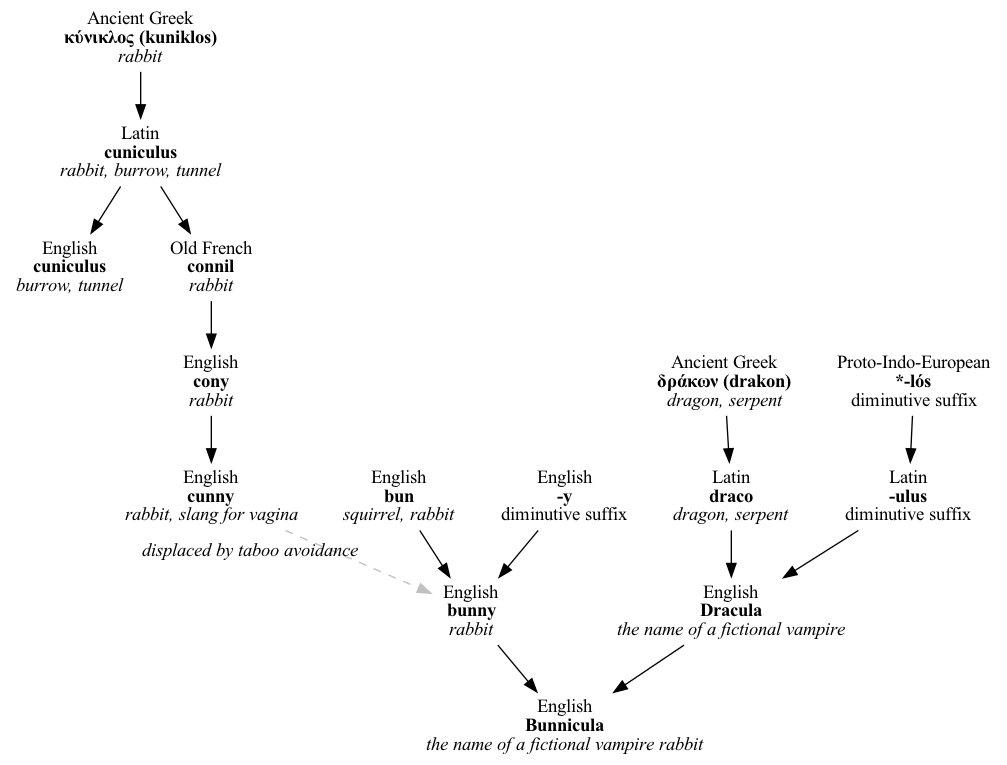 Ancient Greek
κύνικλος (kuniklos)
rabbit
Latin
cuniculus
rabbit, burrow, tunnel
English
cuniculus
burrow, tunnel
Old French
connil
rabbit
English
cony
rabbit
Ancient Greek
δράκων (drakon)
dragon, serpent
Proto-Indo-European
*-lós
diminutive suffix
English
cunny
rabbit, slang for vagina
English
bun
squirrel, rabbit
English
-y
diminutive suffix
Latin
draco
dragon, serpent
Latin
-ulus
diminutive suffix
displaced by taboo avoidance
English
bunny
rabbit
English
Dracula
the name of a fictional vampire
English
Bunnicula
the name of a fictional vampire rabbit